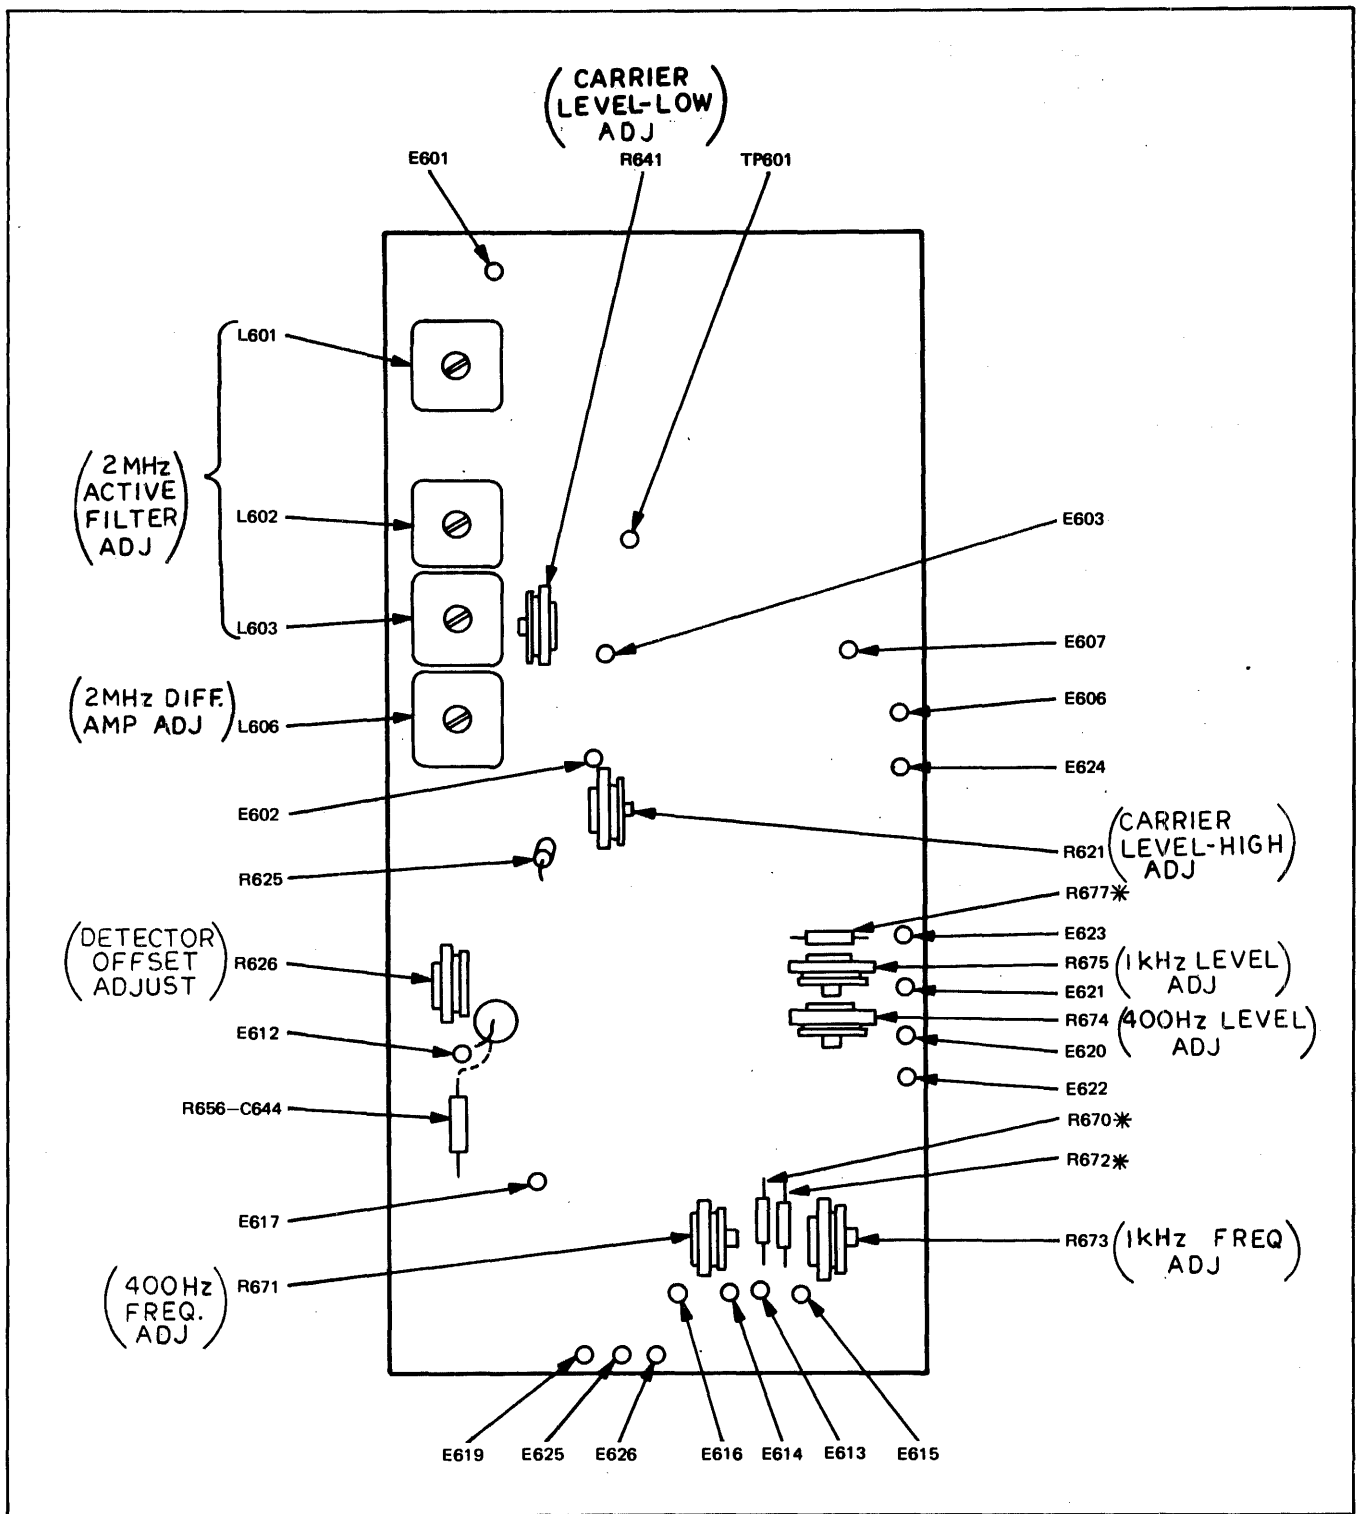 (CARRIER
LEVEL-LOW
ADJ)
E601
R641
TP601
L601
(2MHz
ACTIVE
FILTER
ADJ)
L602
L603
(2MHz DIFF.
AMP ADJ)
L606
E602
R625
(DETECTOR
OFFSET
ADJUST)
R626
E612
R656-C644
E617
(400Hz
FREQ.
ADJ)
R671
E603
E607
E606
E624
R621 (CARRIER
LEVEL-HIGH
ADJ)
R677*
E623
R675 (1kHz LEVEL
ADJ)
E621
R674 (400Hz LEVEL
ADJ)
E620
E622
R670*
R672*
R673 (1kHz FREQ
ADJ)
E619
E625
E626
E616
E614
E613
E615